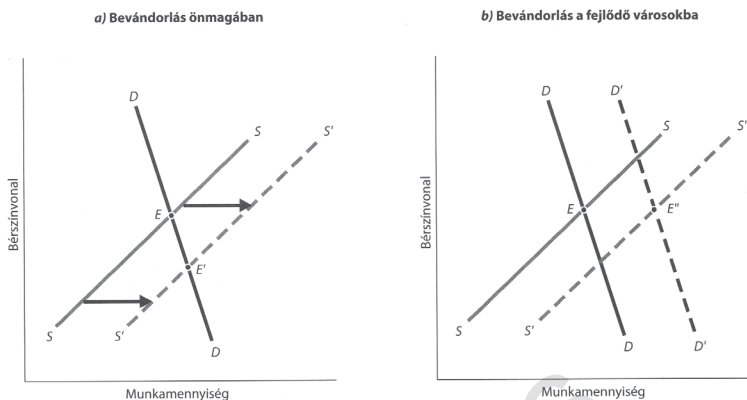 a) Bevándorlás önmagában
Bérszínvonal
D
S
S'
E
E'
S
S'
D
Munkamennyiség
b) Bevándorlás a fejlődő városokba
Bérszínvonal
D
D'
S
S'
E
E"
S
S'
D
D'
Munkamennyiség